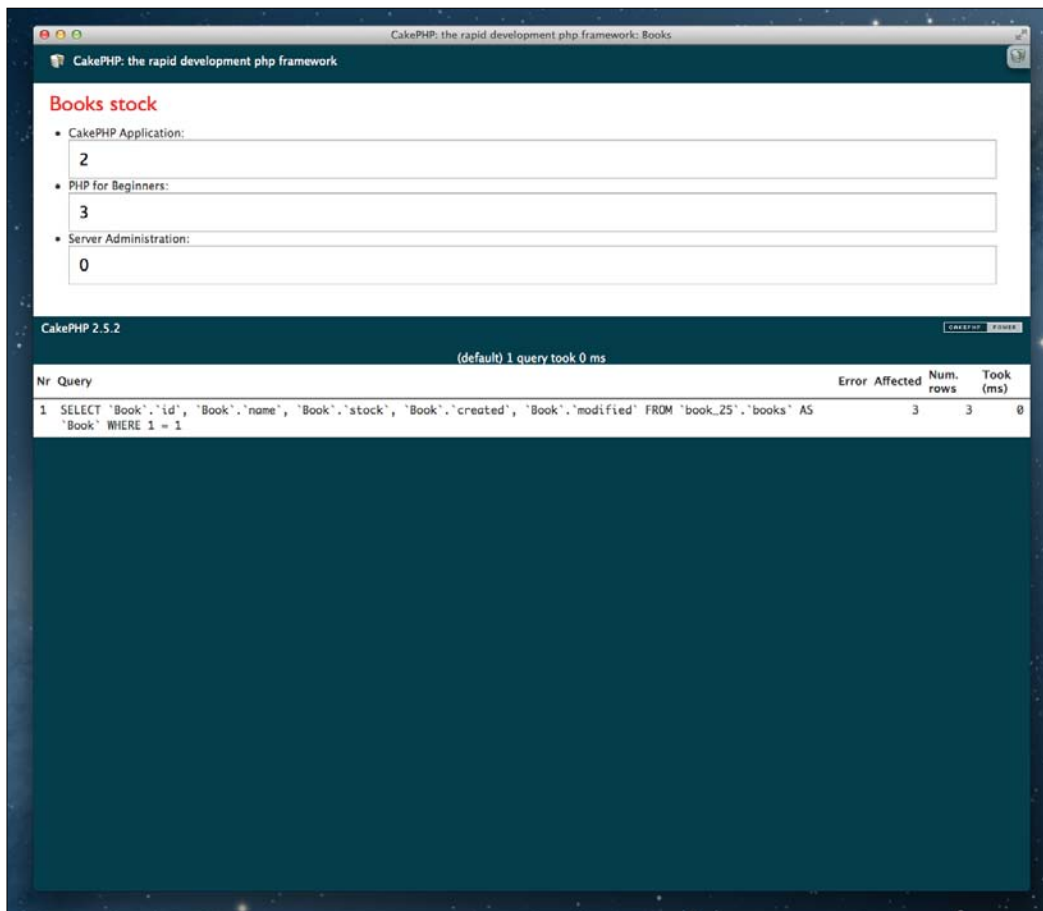 CakePHP: the rapid development php framework: Books
CakePHP: the rapid development php framework
Books stock
• CakePHP Application:
2
• PHP for Beginners:
3
• Server Administration:
0
CakePHP 2.5.2
CAKEPHP POWER
(default) 1 query took 0 ms
Nr Query Error Affected Num. rows Took (ms)
1 SELECT `Book`.`id`, `Book`.`name`, `Book`.`stock`, `Book`.`created`, `Book`.`modified` FROM `book_25`.`books` AS 3 3 0
`Book` WHERE 1 = 1